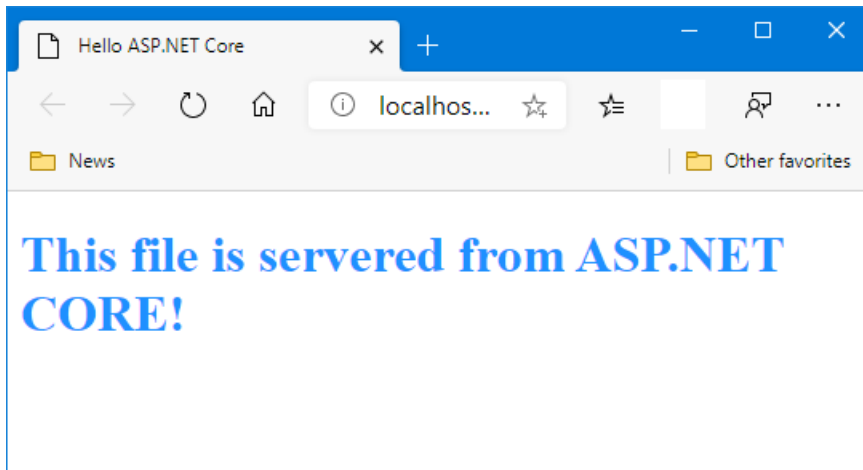 Hello ASP.NET Core
localhos...
News
Other favorites
This file is servered from ASP.NET
CORE!